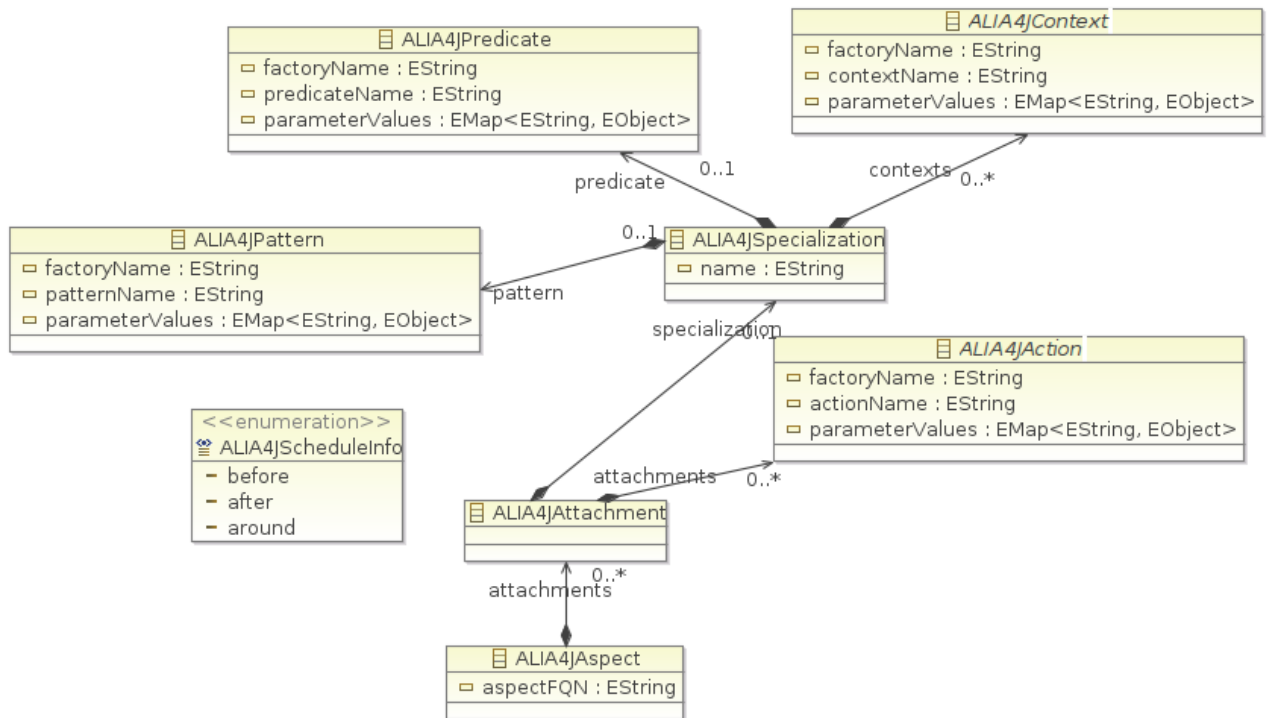 ALIA4JPredicate
factoryName : EString
predicateName : EString
parameterValues : EMap<EString, EObject>
ALIA4JContext
factoryName : EString
contextName : EString
parameterValues : EMap<EString, EObject>
predicate
0..1
contexts
0..*
ALIA4JPattern
factoryName : EString
patternName : EString
parameterValues : EMap<EString, EObject>
0..1
pattern
ALIA4JSpecialization
name : EString
specialization
0..1
ALIA4JAction
factoryName : EString
actionName : EString
parameterValues : EMap<EString, EObject>
<<enumeration>>
ALIA4JScheduleInfo
before
after
around
attachments
0..*
ALIA4JAttachment
0..*
attachments
ALIA4JAspect
aspectFQN : EString